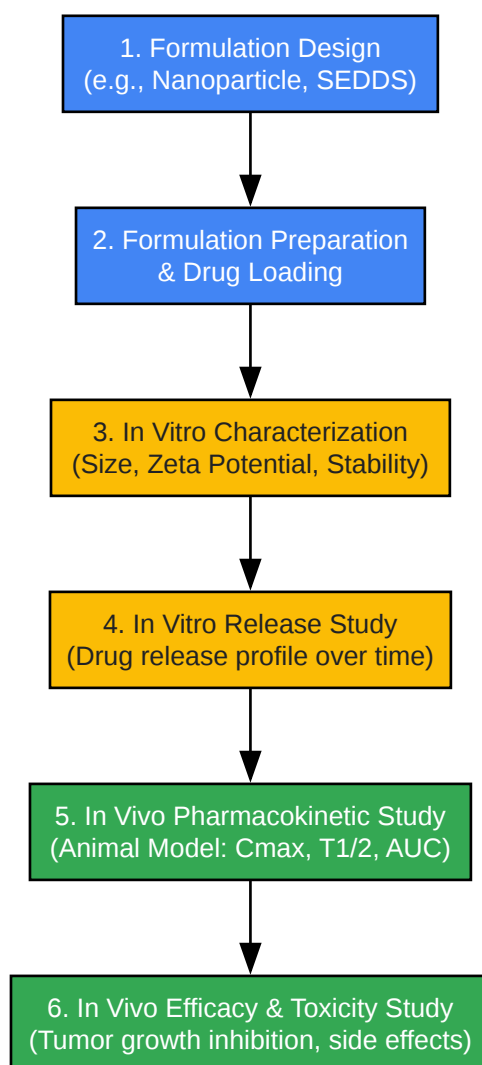 1. Formulation Design
(e.g., Nanoparticle, SEDDS)
2. Formulation Preparation
& Drug Loading
3. In Vitro Characterization
(Size, Zeta Potential, Stability)
4. In Vitro Release Study
(Drug release profile over time)
5. In Vivo Pharmacokinetic Study
(Animal Model: Cmax, T1/2, AUC)
6. In Vivo Efficacy & Toxicity Study
(Tumor growth inhibition, side effects)